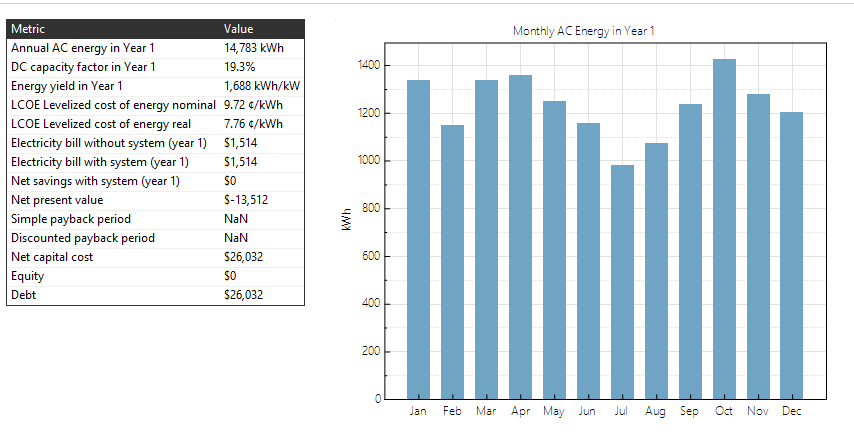 Metric Value
Annual AC energy in Year 1 14,783 kWh
DC capacity factor in Year 1 19.3%
Energy yield in Year 1 1,688 kWh/kW
LCOE Levelized cost of energy nominal 9.72 ¢/kWh
LCOE Levelized cost of energy real 7.76 ¢/kWh
Electricity bill without system (year 1) $1,514
Electricity bill with system (year 1) $1,514
Net savings with system (year 1) $0
Net present value $-13,512
Simple payback period NaN
Discounted payback period NaN
Net capital cost $26,032
Equity $0
Debt $26,032
Monthly AC Energy in Year 1
kWh
1400
1200
1000
800
600
400
200
0
Jan Feb Mar Apr May Jun Jul Aug Sep Oct Nov Dec